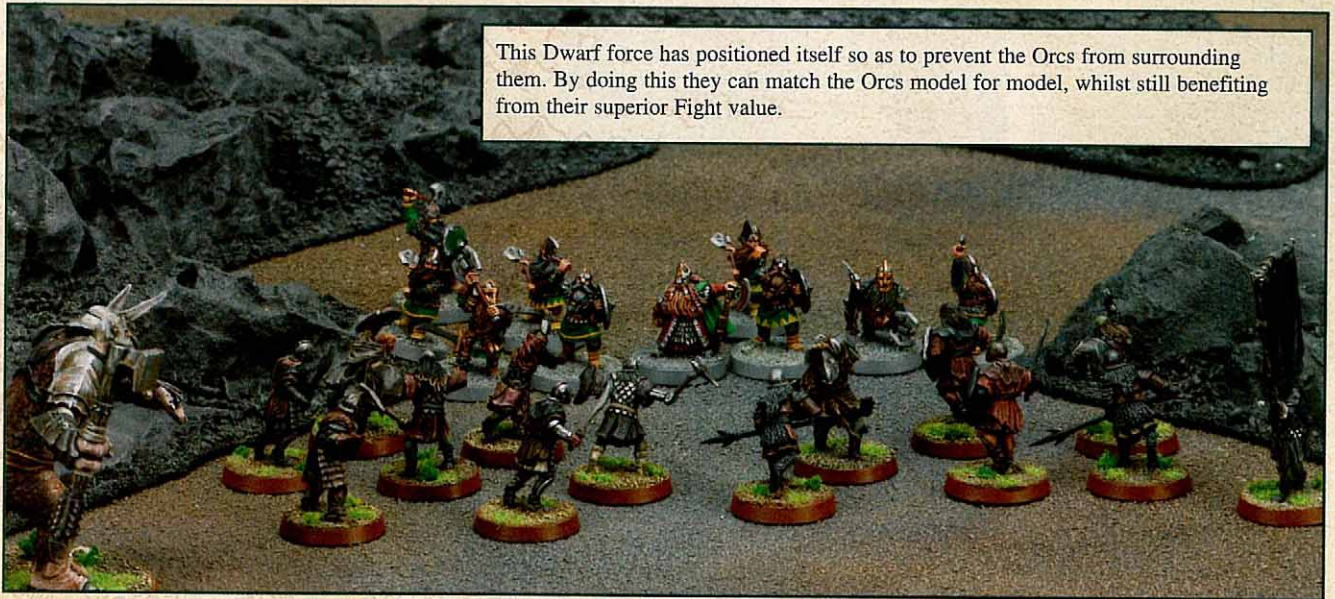 This Dwarf force has positioned itself so as to prevent the Orcs from surrounding
them. By doing this they can match the Orcs model for model, whilst still benefiting
from their superior Fight value.